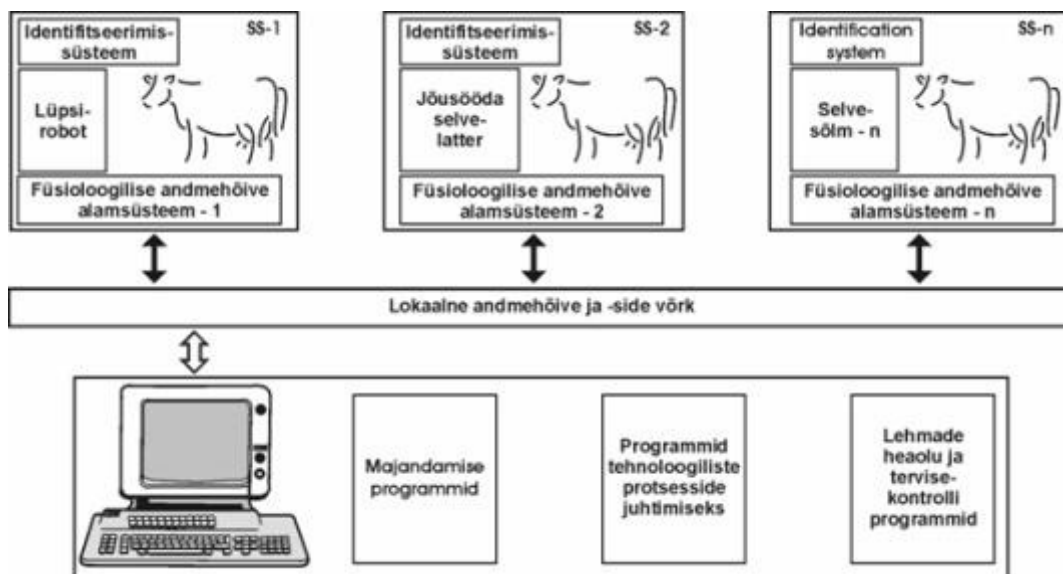 Identifitseerimis-
süsteem
SS-1
Lüpsi-
robot
Füsioloogilise andmehõive
alamsüsteem - 1
Identifitseerimis-
süsteem
SS-2
Jõusööda
selve-
latter
Füsioloogilise andmehõive
alamsüsteem - 2
Identification
system
SS-n
Selve-
sõlm - n
Füsioloogilise andmehõive
alamsüsteem - n
Lokaalne andmehõive ja -side võrk
Majandamise
programmid
Programmid
tehnoloogiliste
protsesside
juhtimiseks
Lehmade
heaolu ja
tervise-
kontrolli
programmid